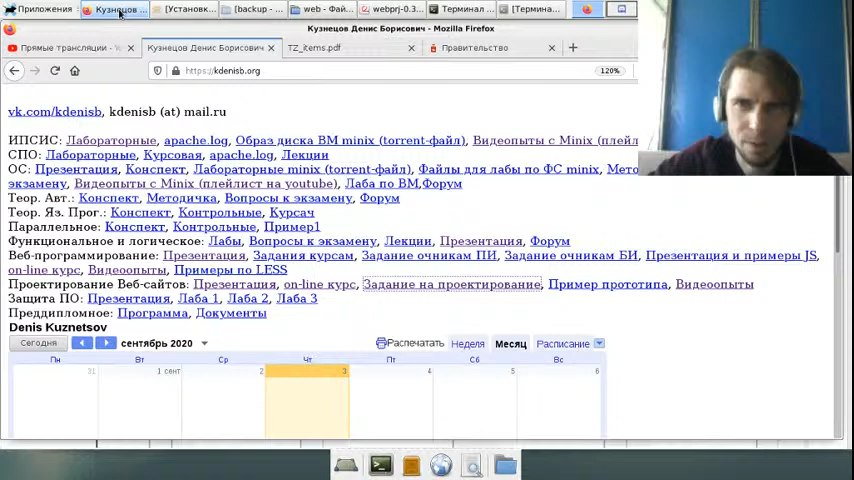 Приложения Кузнецов ... [Установк... [backup - ... web - Фай... webprj-0.3... Терминал ... [Термина...
Кузнецов Денис Борисович - Mozilla Firefox
Прямые трансляции - Y Кузнецов Денис Борисович TZ_items.pdf Правительство
https://kdenisb.org 120%
vk.com/kdenisb, kdenisb (at) mail.ru
ИПСИС: Лабораторные, apache.log, Образ диска ВМ minix (torrent-файл), Видеопыты с Minix (плейл
СПО: Лабораторные, Курсовая, apache.log, Лекции
ОС: Презентация, Конспект, Лабораторные minix (torrent-файл), Файлы для лабы по ФС minix, Мето
экзамену, Видеопыты с Minix (плейлист на youtube), Лаба по ВМ,Форум
Теор. Авт.: Конспект, Методичка, Вопросы к экзамену, Форум
Теор. Яз. Прог.: Конспект, Контрольные, Курсач
Параллельное: Конспект, Контрольные, Пример1
Функциональное и логическое: Лабы, Вопросы к экзамену, Лекции, Презентация, Форум
Веб-программирование: Презентация, Задания курсам, Задание очникам ПИ, Задание очникам БИ, Презентация и примеры JS,
on-line курс, Видеоопыты, Примеры по LESS
Проектирование Веб-сайтов: Презентация, on-line курс, Задание на проектирование, Пример прототипа, Видеоопыты
Защита ПО: Презентация, Лаба 1, Лаба 2, Лаба 3
Преддипломное: Программа, Документы
Denis Kuznetsov
Сегодня сентябрь 2020 Распечатать Неделя Месяц Расписание
Пн Вт Ср Чт Пт Сб Вс
31 1 сент 2 3 4 5 6